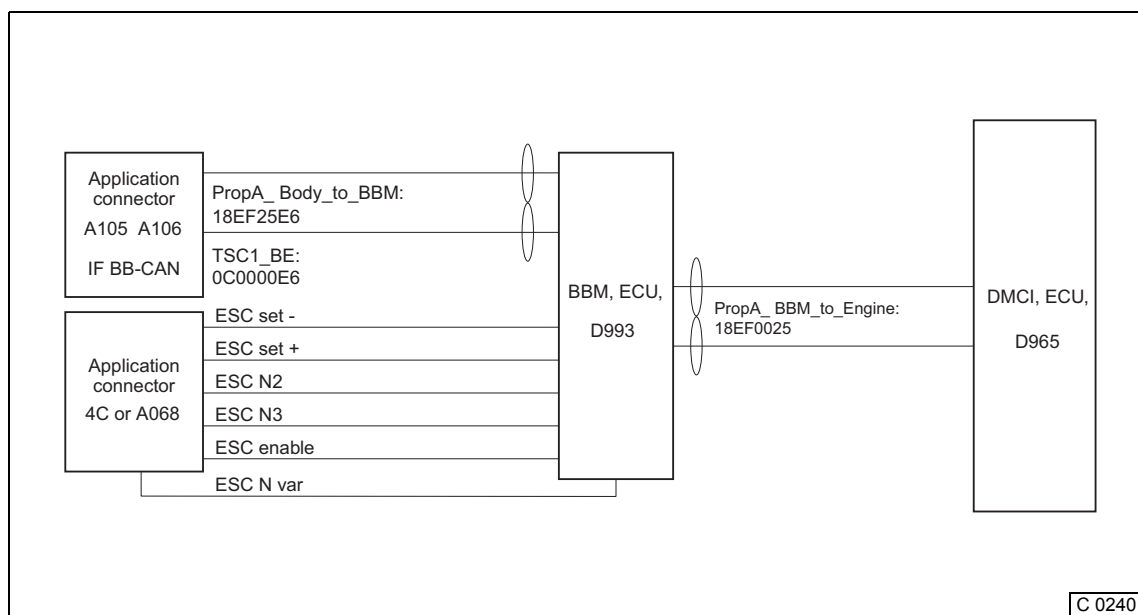 Application
connector
A105 A106
IF BB-CAN
PropA_ Body_to_BBM:
18EF25E6
TSC1_BE:
0C0000E6
Application
connector
4C or A068
ESC set -
ESC set +
ESC N2
ESC N3
ESC enable
ESC N var
BBM, ECU,
D993
PropA_ BBM_to_Engine:
18EF0025
DMCI, ECU,
D965
C 0240